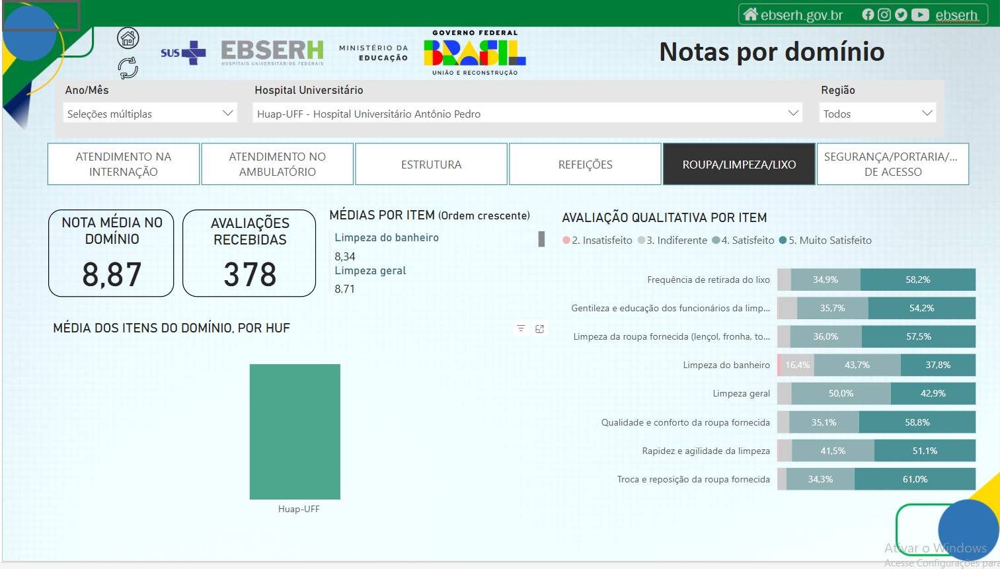 ebserh.gov.br
ebserh
SUS
EBSERH
HOSPITAIS UNIVERSITÁRIOS FEDERAIS
MINISTÉRIO DA
EDUCAÇÃO
GOVERNO FEDERAL
BRASIL
UNIÃO E RECONSTRUÇÃO
Notas por domínio
Ano/Mês
Hospital Universitário
Região
Seleções múltiplas
Huap-UFF - Hospital Universitário Antônio Pedro
Todos
ATENDIMENTO NA
INTERNAÇÃO
ATENDIMENTO NO
AMBULATÓRIO
ESTRUTURA
REFEIÇÕES
ROUPA/LIMPEZA/LIXO
SEGURANÇA/PORTARIA/...
DE ACESSO
NOTA MÉDIA NO
DOMÍNIO
8,87
AVALIAÇÕES
RECEBIDAS
378
MÉDIAS POR ITEM (Ordem crescente)
Limpeza do banheiro
8,34
Limpeza geral
8.71
AVALIAÇÃO QUALITATIVA POR ITEM
2. Insatisfeito 3. Indiferente 4. Satisfeito 5. Muito Satisfeito
Frequência de retirada do lixo 34,9% 58,2%
Gentileza e educação dos funcionários da limp... 35,7% 54,2%
Limpeza da roupa fornecida (lençol, fronha, to... 36,0% 57,5%
Limpeza do banheiro 16,4% 43,7% 37,8%
Limpeza geral 50,0% 42,9%
Qualidade e conforto da roupa fornecida 35,1% 58,8%
Rapidez e agilidade da limpeza 41,5% 51,1%
Troca e reposição da roupa fornecida 34,3% 61,0%
MÉDIA DOS ITENS DO DOMÍNIO, POR HUF
Huap-UFF
Ativar o Windows
Acesse Configurações para